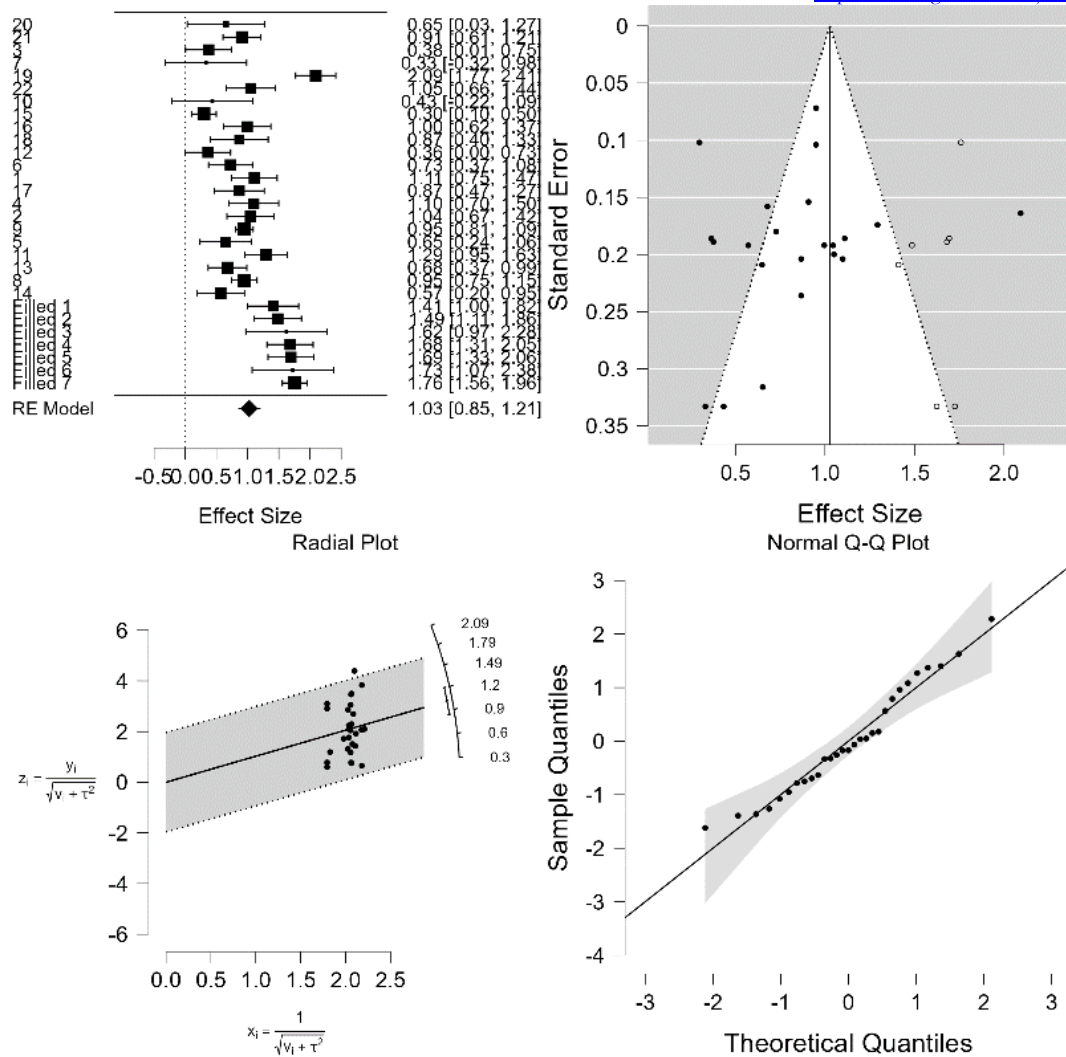 20 0.65 [0.03, 1.27]
21 0.91 [0.61, 1.21]
3 0.38 [0.01, 0.75]
7 0.33 [-0.32, 0.98]
19 2.09 [1.77, 2.41]
22 1.05 [0.66, 1.44]
10 0.43 [-0.22, 1.09]
15 0.30 [0.10, 0.50]
16 1.00 [0.62, 1.37]
18 0.87 [0.40, 1.33]
12 0.36 [0.00, 0.73]
6 0.73 [0.37, 1.08]
1 1.11 [0.75, 1.47]
17 0.87 [0.47, 1.27]
4 1.10 [0.70, 1.50]
2 1.04 [0.67, 1.42]
9 0.95 [0.81, 1.09]
5 0.65 [0.24, 1.06]
11 1.29 [0.95, 1.63]
13 0.68 [0.37, 0.99]
8 0.95 [0.75, 1.15]
14 0.57 [0.20, 0.95]
Filled 1 1.41 [1.00, 1.82]
Filled 2 1.49 [1.11, 1.86]
Filled 3 1.62 [0.97, 2.28]
Filled 4 1.68 [1.31, 2.05]
Filled 5 1.69 [1.33, 2.06]
Filled 6 1.73 [1.07, 2.38]
Filled 7 1.76 [1.56, 1.96]
RE Model 1.03 [0.85, 1.21]
-0.5 0.0 0.5 1.0 1.5 2.0 2.5
Effect Size
Standard Error
0
0.05
0.1
0.15
0.2
0.25
0.3
0.35
0.5 1.0 1.5 2.0
Effect Size
Radial Plot
6
4
2
0
-2
-4
-6
z_i = y_i / √(v_i + τ²)
2.09
1.79
1.49
1.2
0.9
0.6
0.3
0.0 0.5 1.0 1.5 2.0 2.5
x_i = 1 / √(v_i + τ²)
Normal Q-Q Plot
Sample Quantiles
3
2
1
0
-1
-2
-3
-4
-3 -2 -1 0 1 2 3
Theoretical Quantiles